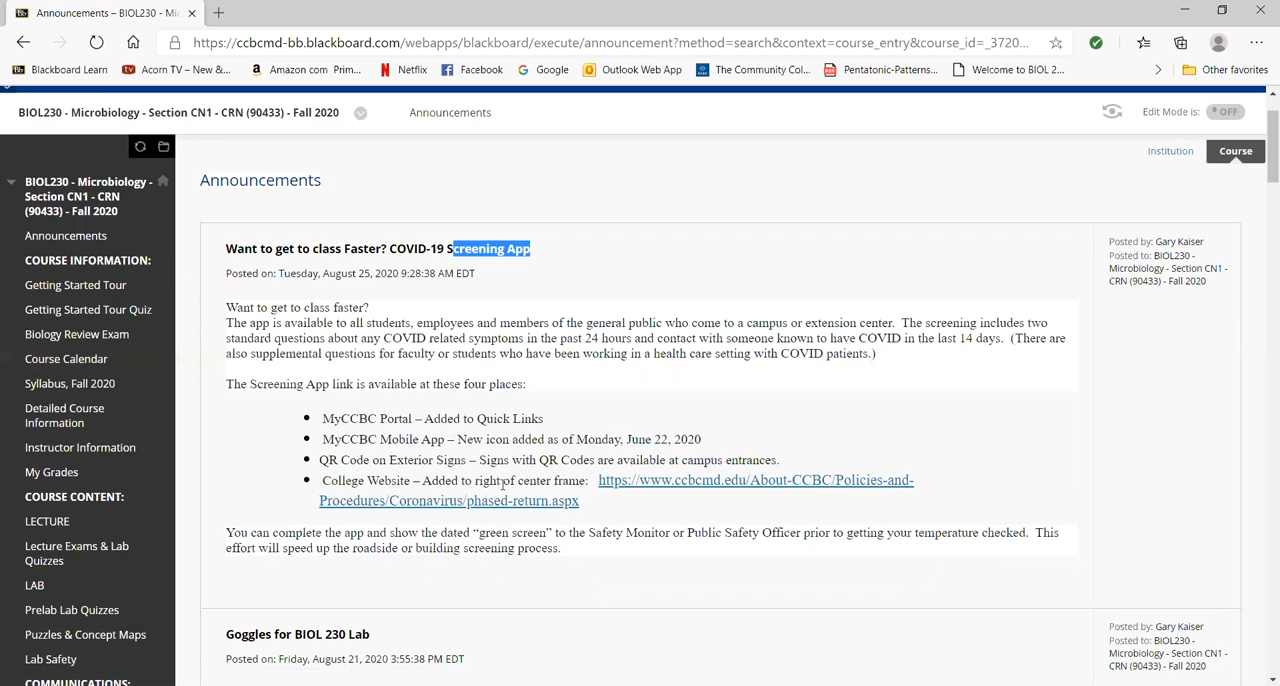 Announcements – BIOL230 - Mic
https://ccbcmd-bb.blackboard.com/webapps/blackboard/execute/announcement?method=search&context=course_entry&course_id=_3720...
Blackboard Learn
Acorn TV – New &...
Amazon com Prim...
Netflix
Facebook
Google
Outlook Web App
The Community Col...
Pentatonic-Patterns...
Welcome to BIOL 2...
Other favorites
BIOL230 - Microbiology - Section CN1 - CRN (90433) - Fall 2020
Announcements
Edit Mode is:
OFF
Institution
Course
BIOL230 - Microbiology -
Section CN1 - CRN
(90433) - Fall 2020
Announcements
COURSE INFORMATION:
Getting Started Tour
Getting Started Tour Quiz
Biology Review Exam
Course Calendar
Syllabus, Fall 2020
Detailed Course
Information
Instructor Information
My Grades
COURSE CONTENT:
LECTURE
Lecture Exams & Lab
Quizzes
LAB
Prelab Lab Quizzes
Puzzles & Concept Maps
Lab Safety
COMMUNICATIONS:
Announcements
Want to get to class Faster? COVID-19 Screening App
Posted on: Tuesday, August 25, 2020 9:28:38 AM EDT
Want to get to class faster?
The app is available to all students, employees and members of the general public who come to a campus or extension center. The screening includes two
standard questions about any COVID related symptoms in the past 24 hours and contact with someone known to have COVID in the last 14 days. (There are
also supplemental questions for faculty or students who have been working in a health care setting with COVID patients.)
The Screening App link is available at these four places:
MyCCBC Portal – Added to Quick Links
MyCCBC Mobile App – New icon added as of Monday, June 22, 2020
QR Code on Exterior Signs – Signs with QR Codes are available at campus entrances.
College Website – Added to right of center frame: https://www.ccbcmd.edu/About-CCBC/Policies-and-
Procedures/Coronavirus/phased-return.aspx
You can complete the app and show the dated “green screen” to the Safety Monitor or Public Safety Officer prior to getting your temperature checked. This
effort will speed up the roadside or building screening process.
Posted by: Gary Kaiser
Posted to: BIOL230 -
Microbiology - Section CN1 -
CRN (90433) - Fall 2020
Goggles for BIOL 230 Lab
Posted on: Friday, August 21, 2020 3:55:38 PM EDT
Posted by: Gary Kaiser
Posted to: BIOL230 -
Microbiology - Section CN1 -
CRN (90433) - Fall 2020